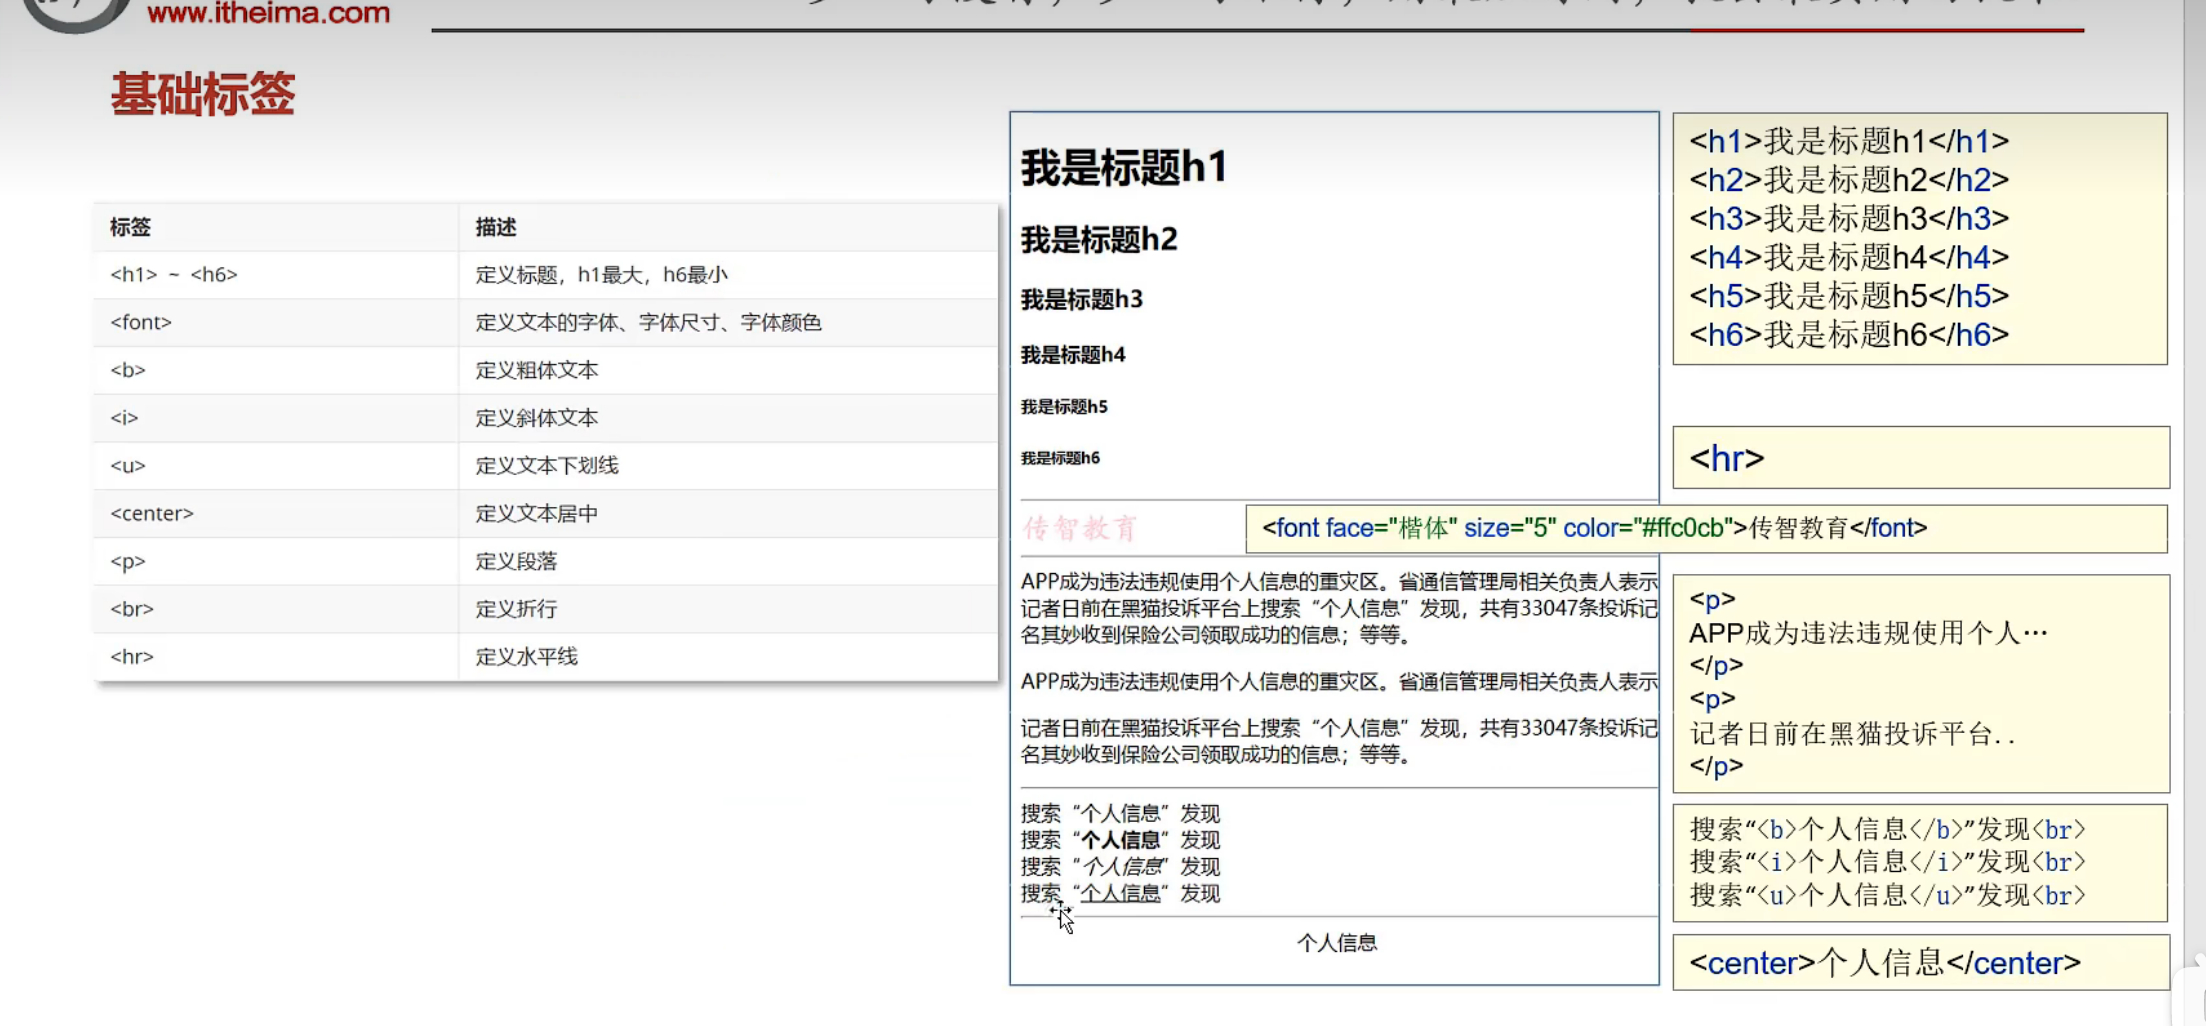 www.itheima.com
基础标签
标签 描述
<h1> ~ <h6> 定义标题，h1最大，h6最小
<font> 定义文本的字体、字体尺寸、字体颜色
<b> 定义粗体文本
<i> 定义斜体文本
<u> 定义文本下划线
<center> 定义文本居中
<p> 定义段落
<br> 定义折行
<hr> 定义水平线
我是标题h1
我是标题h2
我是标题h3
我是标题h4
我是标题h5
我是标题h6
传智教育
APP成为违法违规使用个人信息的重灾区。省通信管理局相关负责人表示
记者日前在黑猫投诉平台上搜索“个人信息”发现，共有33047条投诉记
名其妙收到保险公司领取成功的信息；等等。
APP成为违法违规使用个人信息的重灾区。省通信管理局相关负责人表示
记者日前在黑猫投诉平台上搜索“个人信息”发现，共有33047条投诉记
名其妙收到保险公司领取成功的信息；等等。
搜索“个人信息”发现
搜索“个人信息”发现
搜索“个人信息”发现
搜索“个人信息”发现
个人信息
<h1>我是标题h1</h1>
<h2>我是标题h2</h2>
<h3>我是标题h3</h3>
<h4>我是标题h4</h4>
<h5>我是标题h5</h5>
<h6>我是标题h6</h6>
<hr>
<font face="楷体" size="5" color="#ffc0cb">传智教育</font>
<p>
APP成为违法违规使用个人…
</p>
<p>
记者日前在黑猫投诉平台..
</p>
搜索“<b>个人信息</b>”发现<br>
搜索“<i>个人信息</i>”发现<br>
搜索“<u>个人信息</u>”发现<br>
<center>个人信息</center>